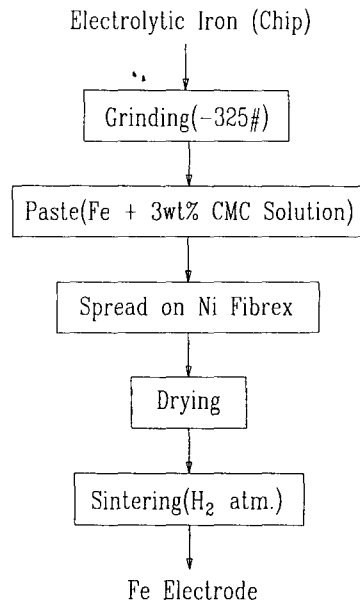 Electrolytic Iron (Chip)
Grinding(-325#)
Paste(Fe + 3wt% CMC Solution)
Spread on Ni Fibrex
Drying
Sintering(H₂ atm.)
Fe Electrode